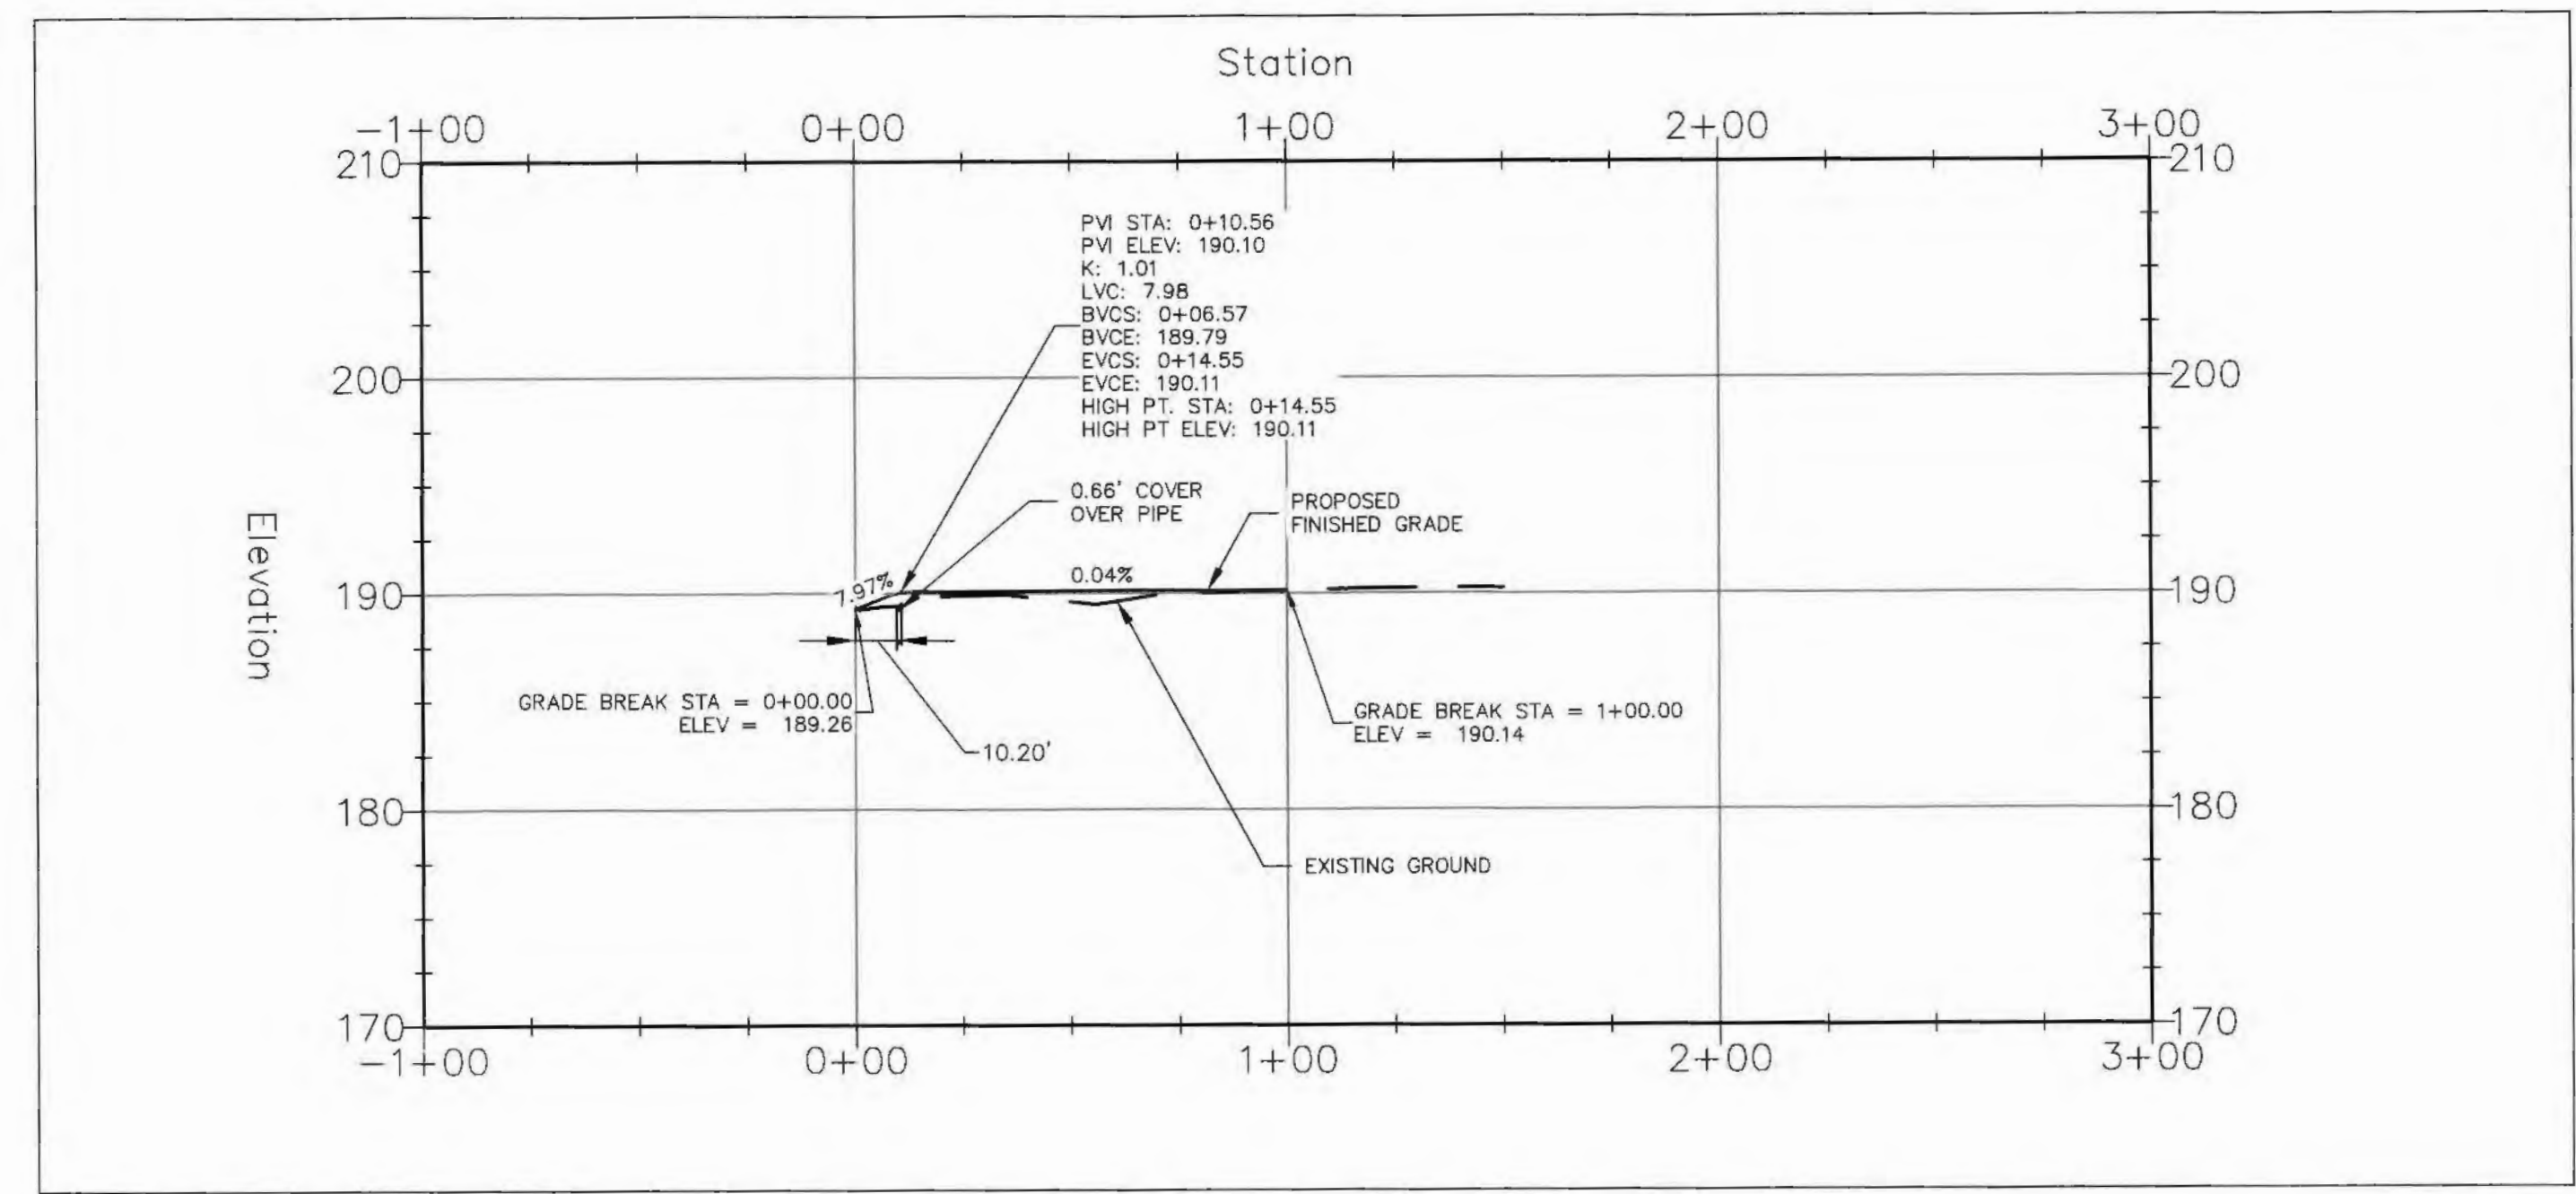 Station
-1+00 0+00 1+00 2+00 3+00
210 210
PVI STA: 0+10.56
PVI ELEV: 190.10
K: 1.01
LVC: 7.98
BVCS: 0+06.57
BVCE: 189.79
EVCS: 0+14.55
EVCE: 190.11
HIGH PT. STA: 0+14.55
HIGH PT ELEV: 190.11
200 200
0.66' COVER
OVER PIPE
PROPOSED
FINISHED GRADE
Elevation
7.97%
0.04%
190 190
GRADE BREAK STA = 0+00.00
ELEV = 189.26
10.20'
GRADE BREAK STA = 1+00.00
ELEV = 190.14
180 180
EXISTING GROUND
170 170
-1+00 0+00 1+00 2+00 3+00